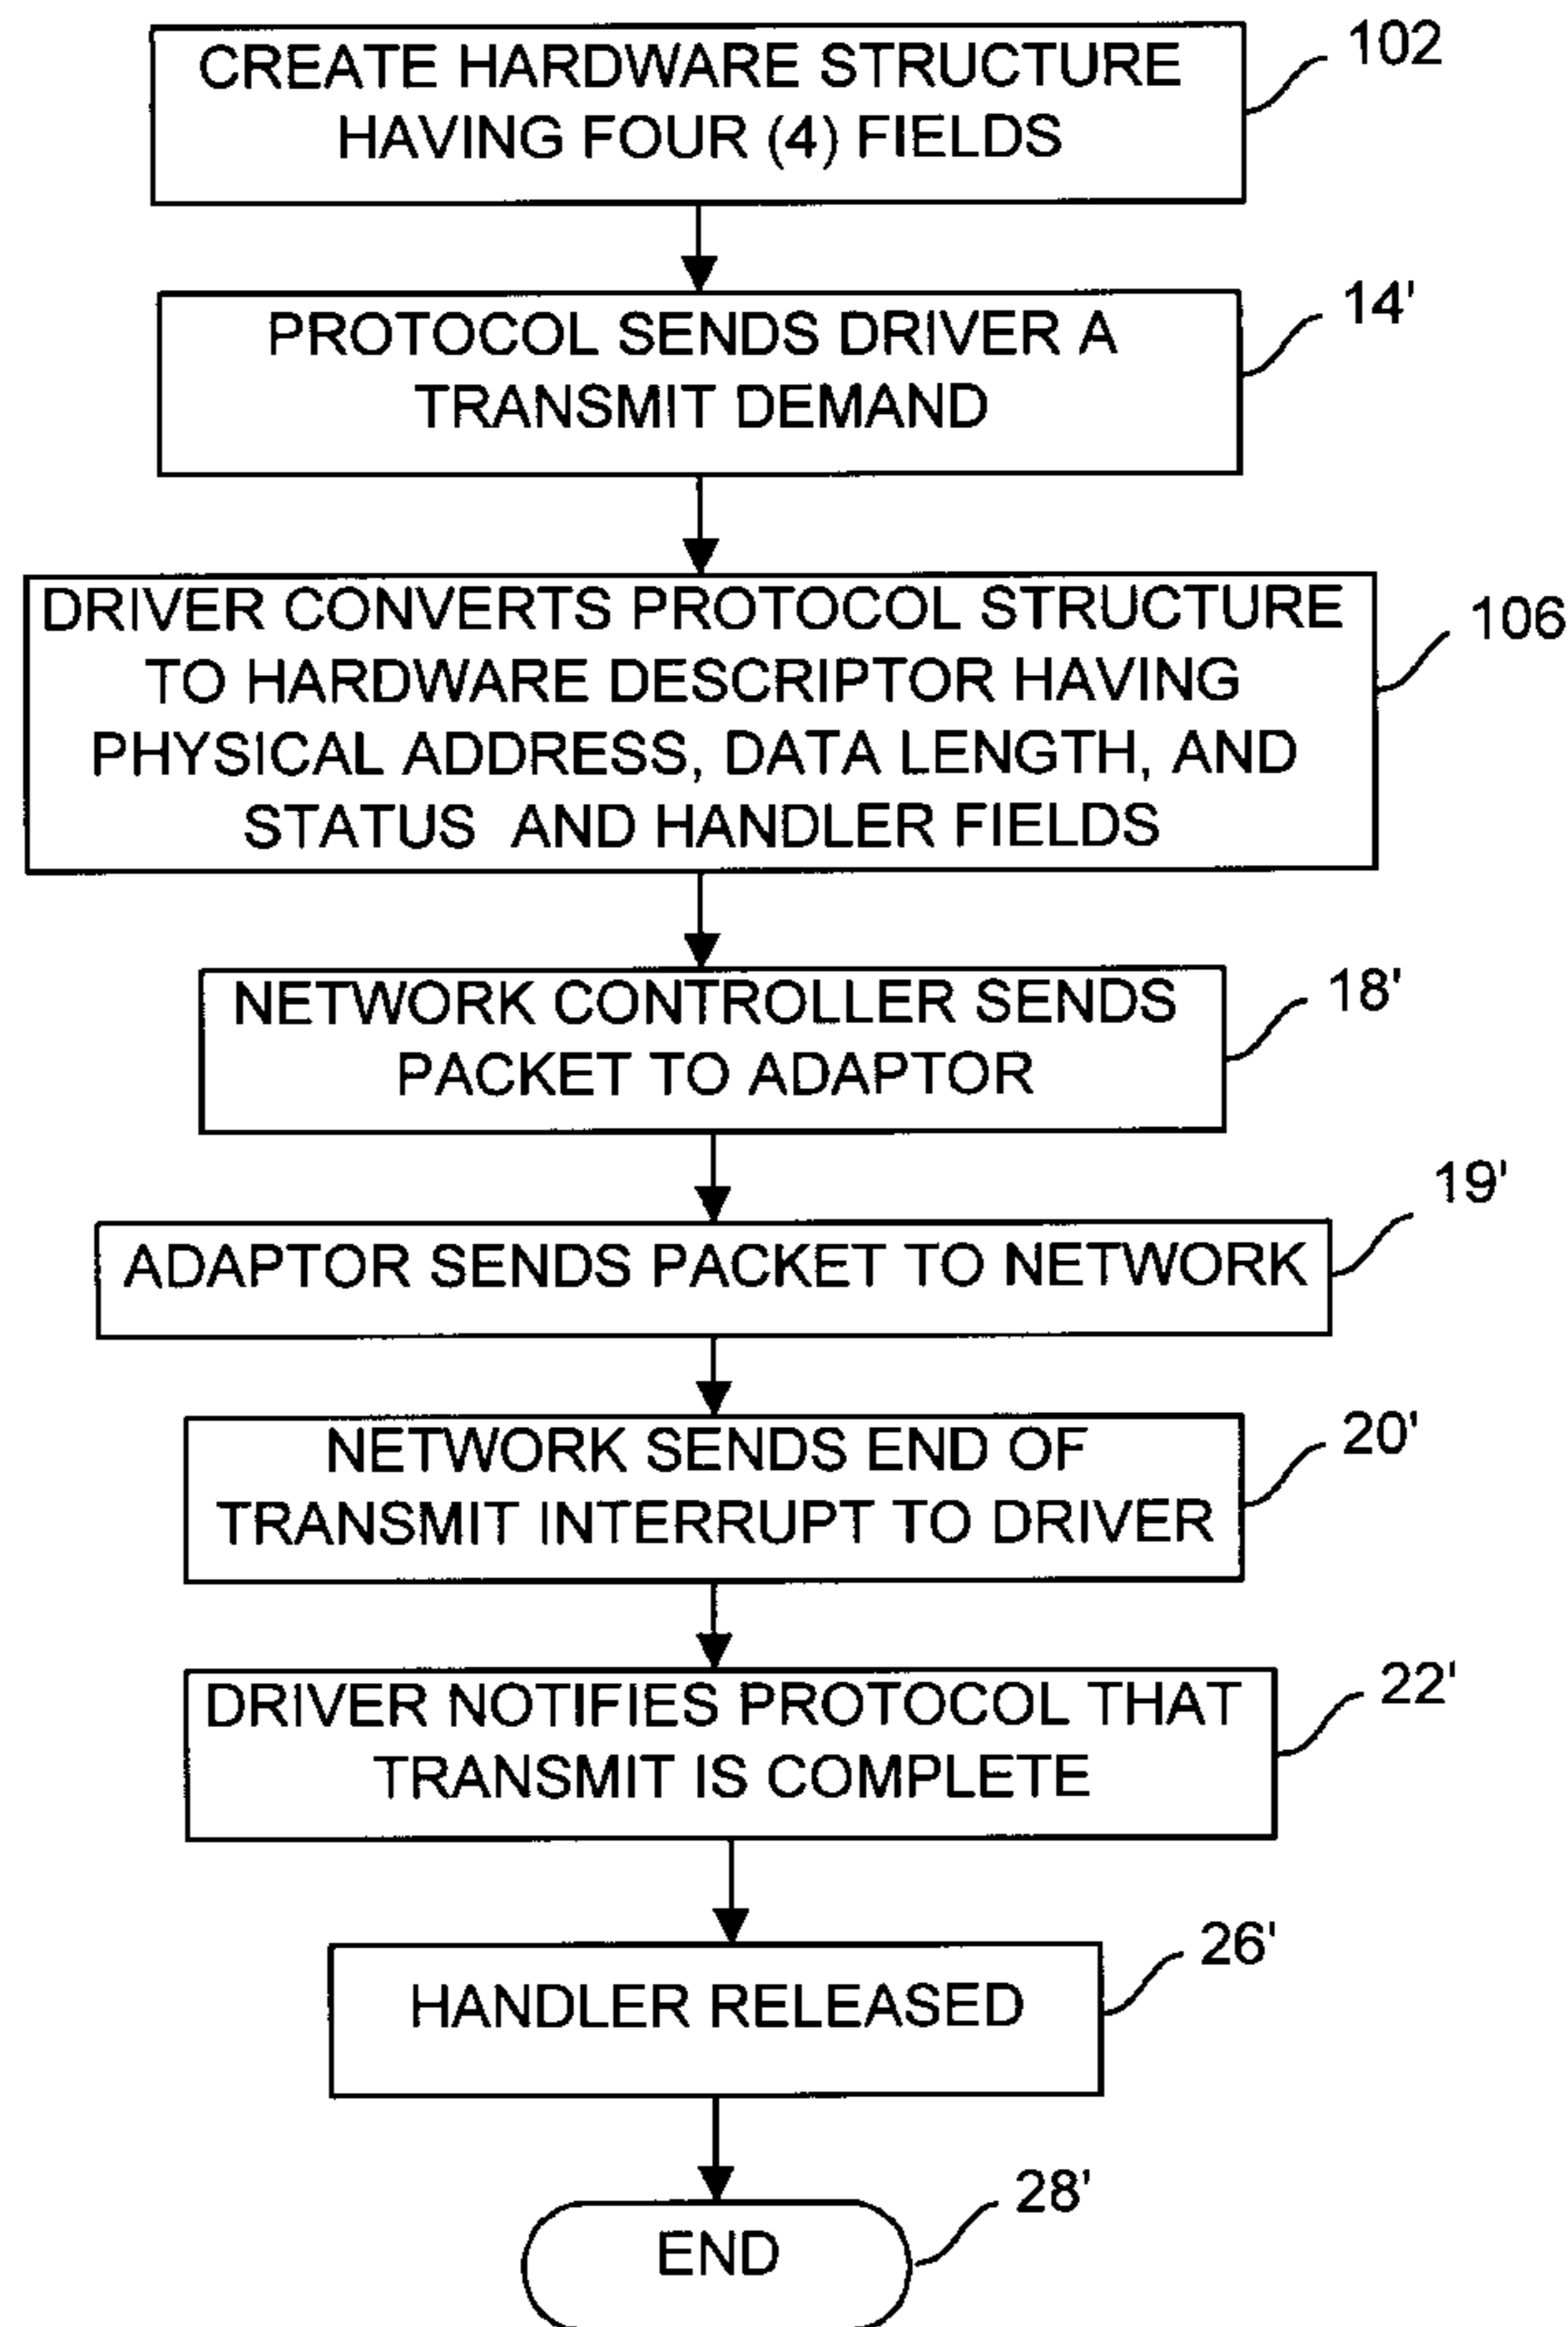 CREATE HARDWARE STRUCTURE
HAVING FOUR (4) FIELDS
102
PROTOCOL SENDS DRIVER A
TRANSMIT DEMAND
14'
DRIVER CONVERTS PROTOCOL STRUCTURE
TO HARDWARE DESCRIPTOR HAVING
PHYSICAL ADDRESS, DATA LENGTH, AND
STATUS AND HANDLER FIELDS
106
NETWORK CONTROLLER SENDS
PACKET TO ADAPTOR
18'
ADAPTOR SENDS PACKET TO NETWORK
19'
NETWORK SENDS END OF
TRANSMIT INTERRUPT TO DRIVER
20'
DRIVER NOTIFIES PROTOCOL THAT
TRANSMIT IS COMPLETE
22'
HANDLER RELEASED
26'
END
28'